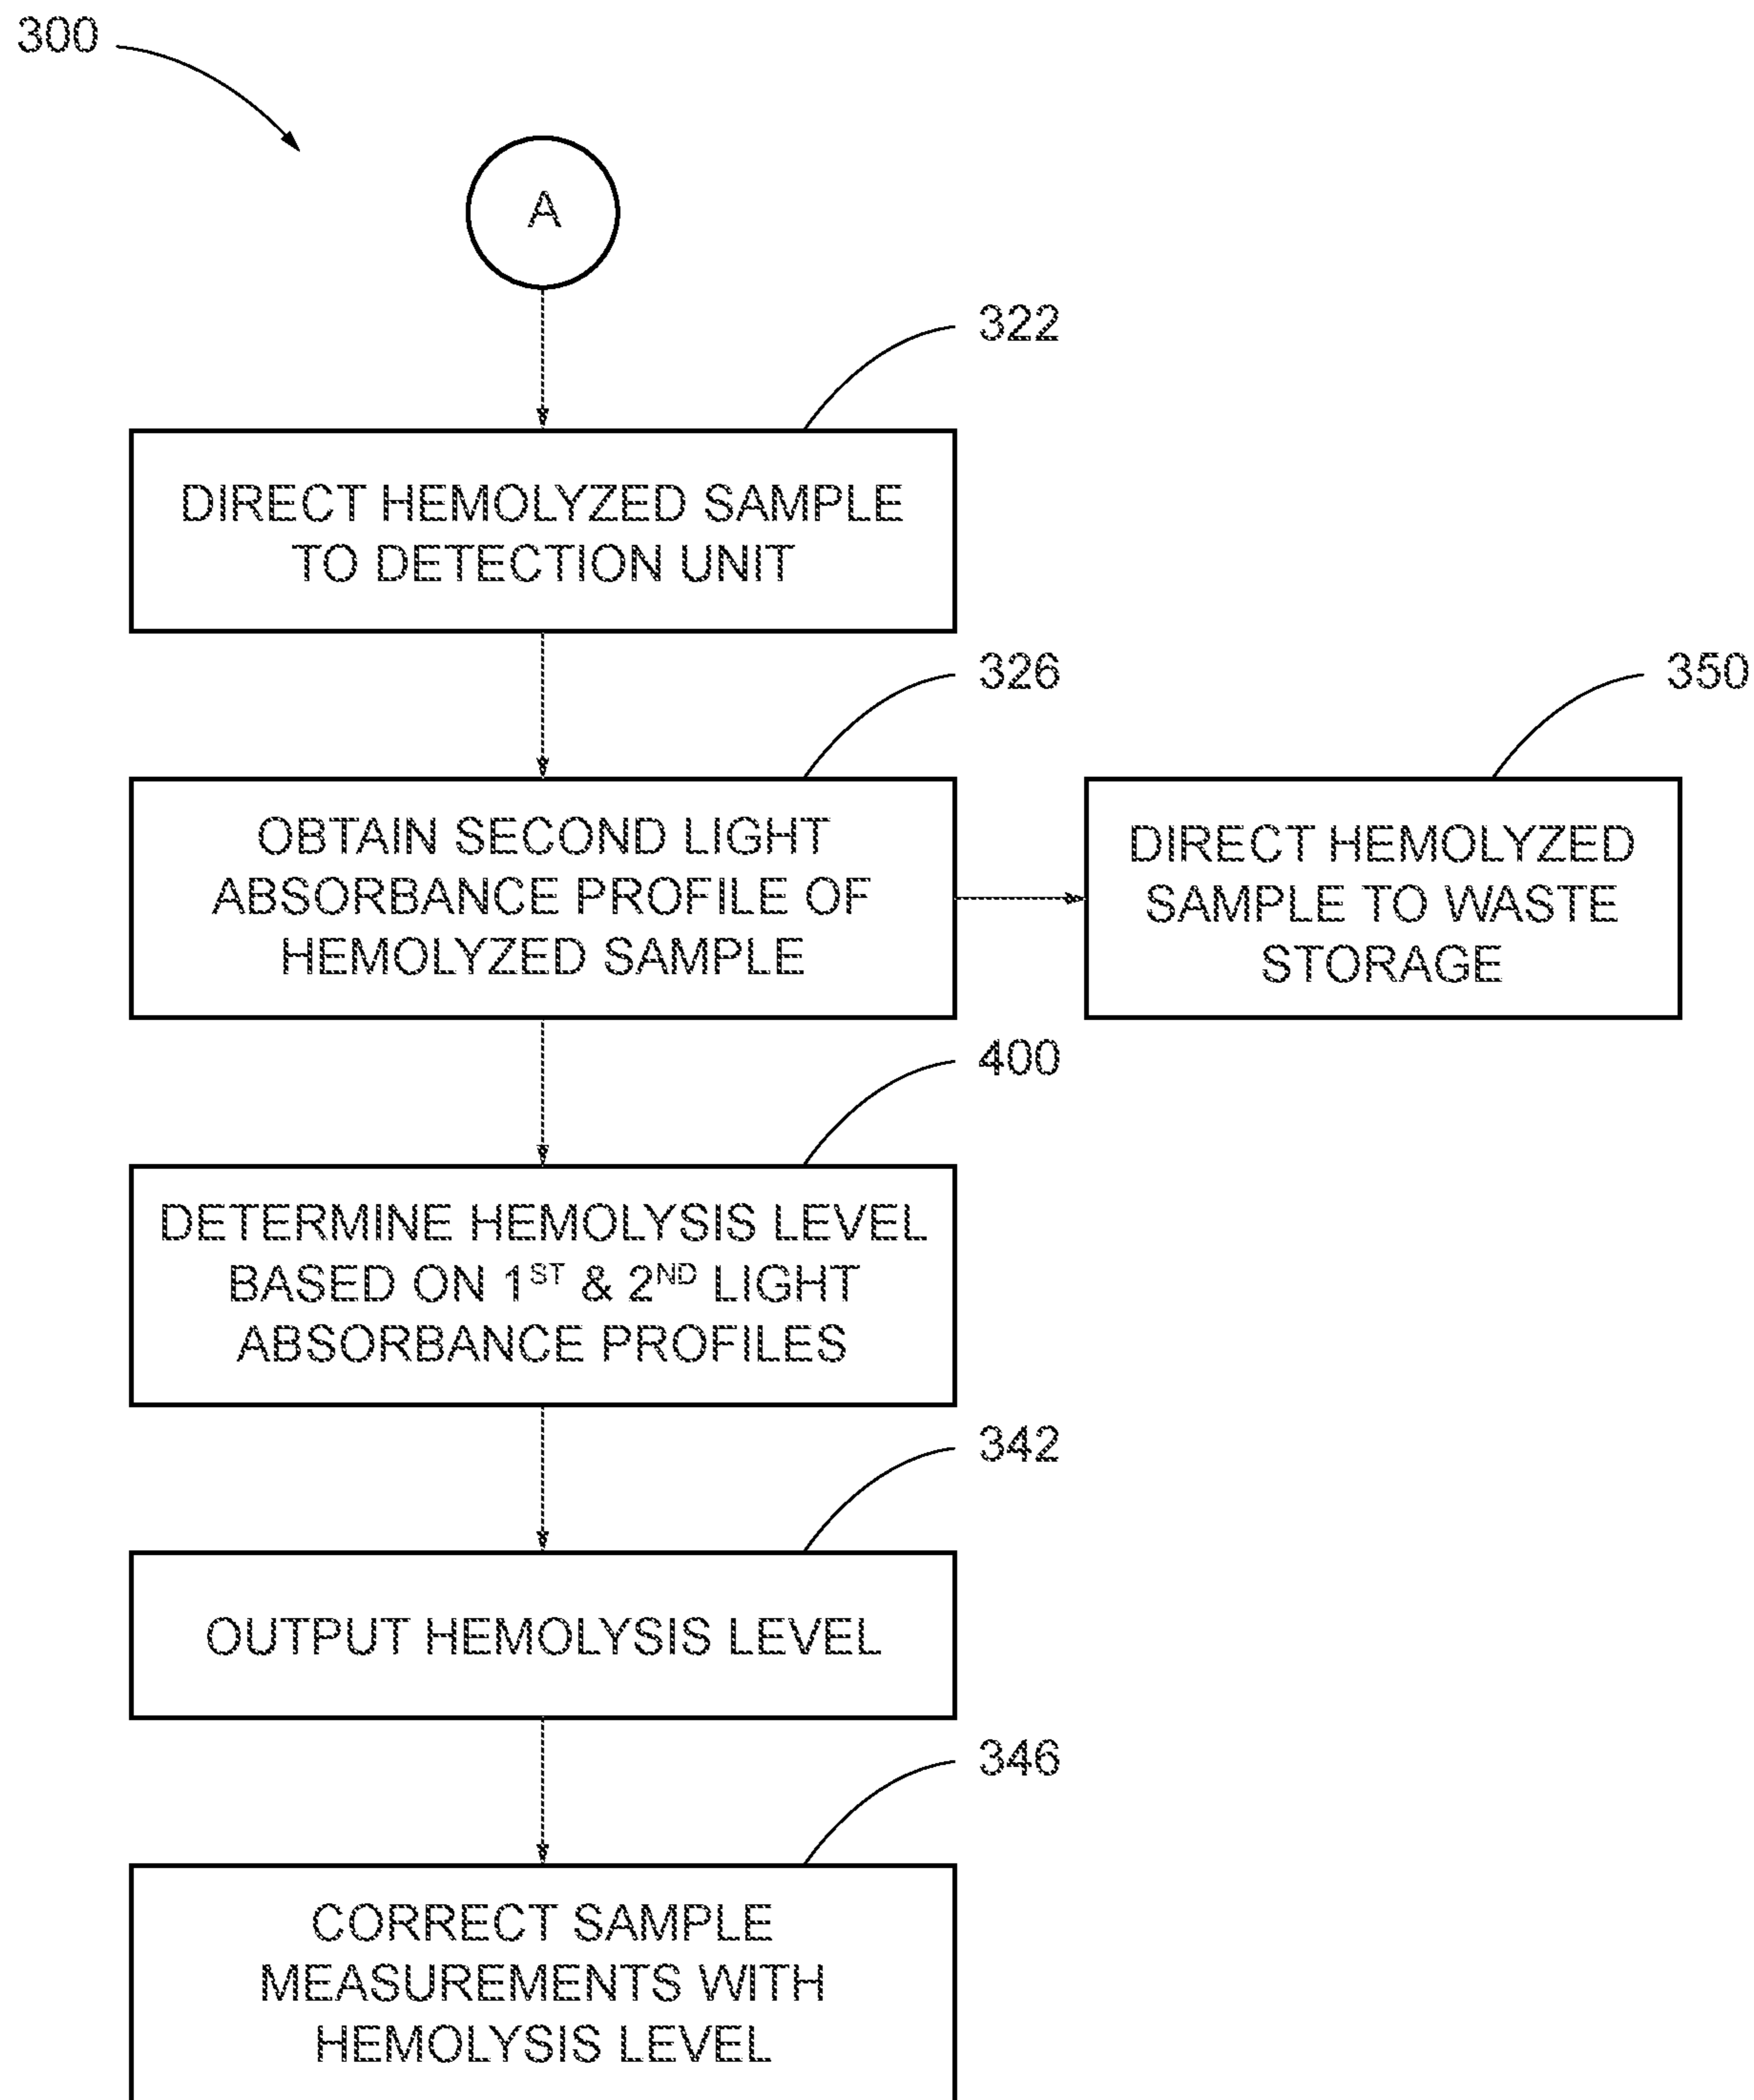 300
A
322
DIRECT HEMOLYZED SAMPLE
TO DETECTION UNIT
326
350
OBTAIN SECOND LIGHT
ABSORBANCE PROFILE OF
HEMOLYZED SAMPLE
DIRECT HEMOLYZED
SAMPLE TO WASTE
STORAGE
400
DETERMINE HEMOLYSIS LEVEL
BASED ON 1ST & 2ND LIGHT
ABSORBANCE PROFILES
342
OUTPUT HEMOLYSIS LEVEL
346
CORRECT SAMPLE
MEASUREMENTS WITH
HEMOLYSIS LEVEL